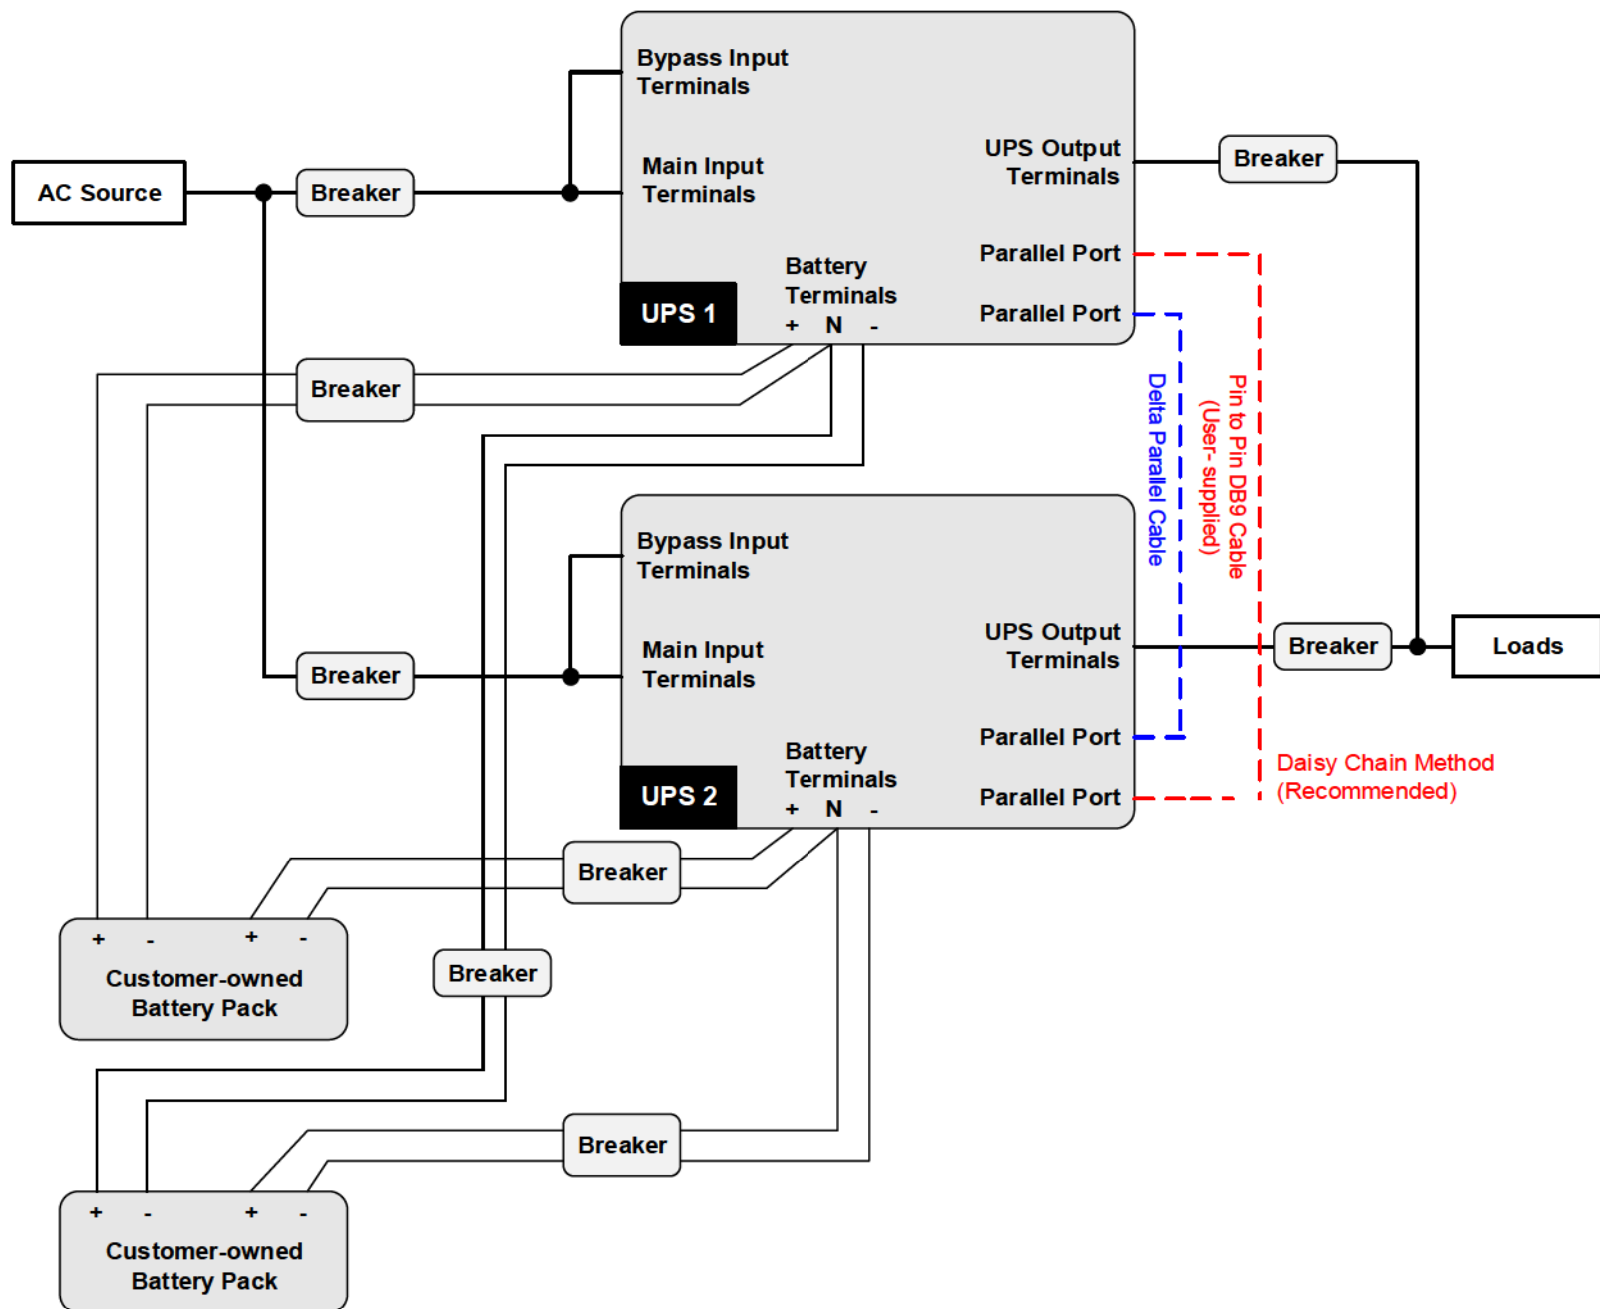 Bypass Input
Terminals
Main Input
Terminals
UPS Output
Terminals
AC Source
Breaker
Breaker
Parallel Port
Parallel Port
Battery
Terminals
+ N -
UPS 1
Breaker
Delta Parallel Cable
Pin to Pin DB9 Cable
(User- supplied)
Bypass Input
Terminals
Main Input
Terminals
UPS Output
Terminals
Breaker
Breaker
Loads
Parallel Port
Parallel Port
Battery
Terminals
+ N -
UPS 2
Daisy Chain Method
(Recommended)
Breaker
+ - + -
Customer-owned
Battery Pack
Breaker
Breaker
+ - + -
Customer-owned
Battery Pack